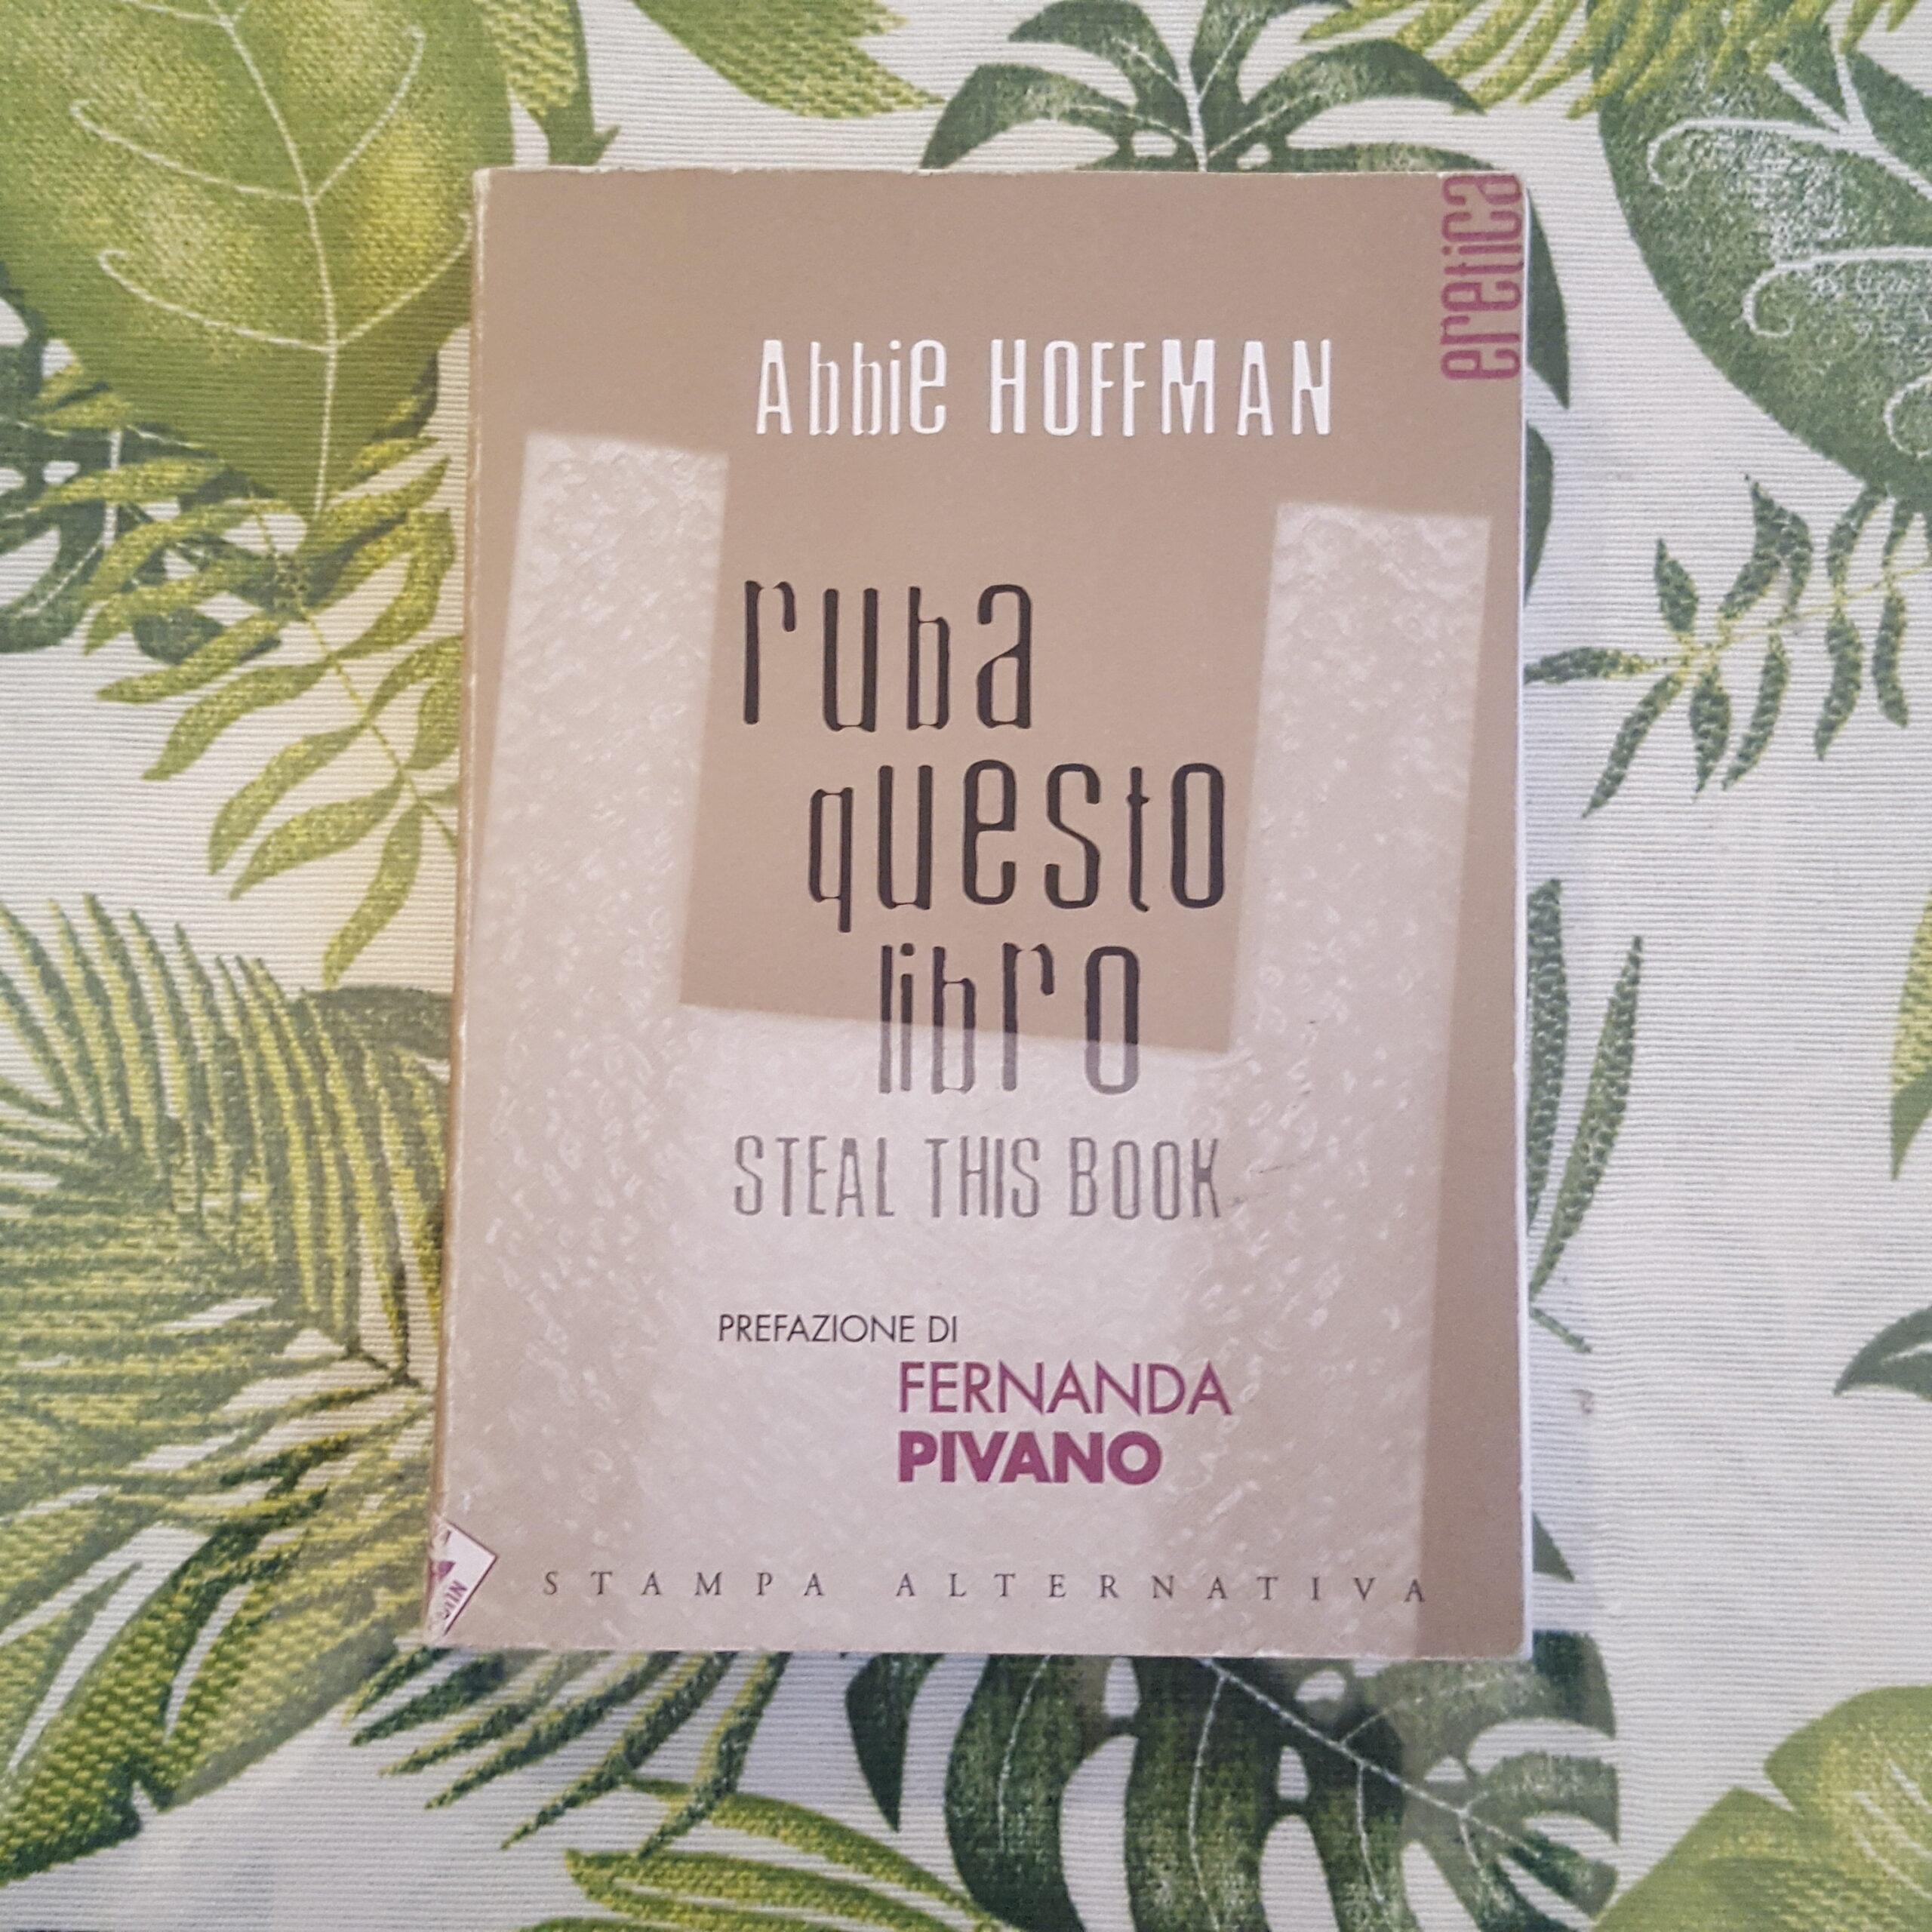 eretica
Abbie HOFFMAN
ruba
questo
libro
STEAL THIS BOOK
PREFAZIONE DI
FERNANDA
PIVANO
STAMPA ALTERNATIVA